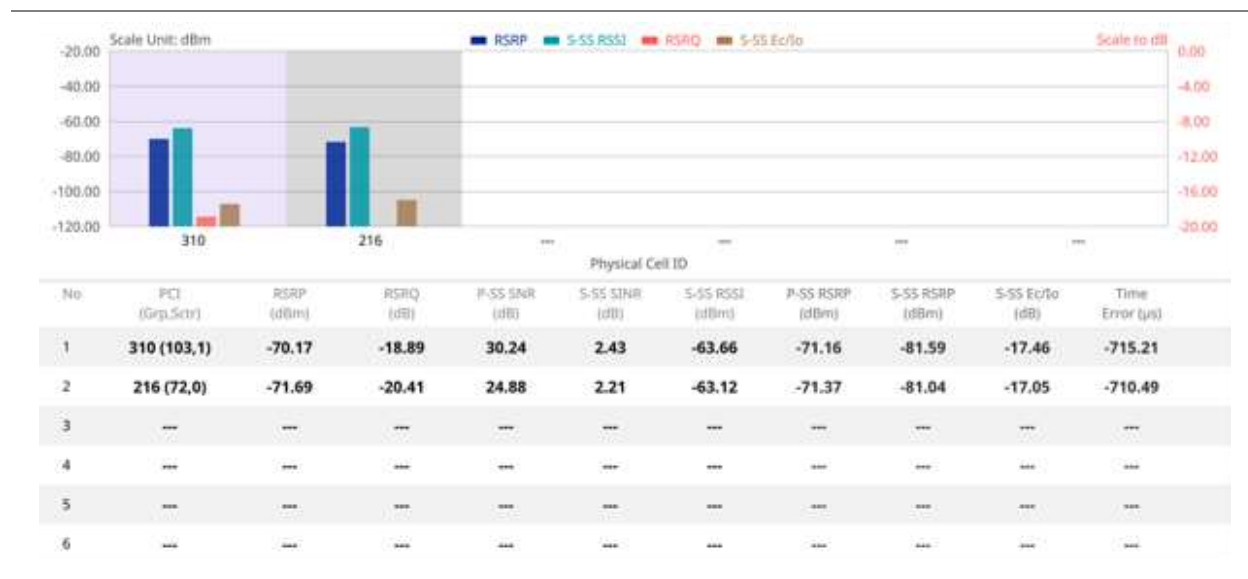 Scale Unit: dBm RSRP S-SS RSSI RSRQ S-SS Ec/Io Scale to dB
-20.00 0.00
-40.00 -4.00
-60.00 -8.00
-80.00 -12.00
-100.00 -16.00
-120.00 -20.00
310 216 --- --- --- ---
Physical Cell ID
No PCI RSRP RSRQ P-SS SNR S-SS SINR S-SS RSSI P-SS RSRP S-SS RSRP S-SS Ec/Io Time
(Grp,Sctr) (dBm) (dB) (dB) (dB) (dBm) (dBm) (dBm) (dB) Error (µs)
1 310 (103,1) -70.17 -18.89 30.24 2.43 -63.66 -71.16 -81.59 -17.46 -715.21
2 216 (72,0) -71.69 -20.41 24.88 2.21 -63.12 -71.37 -81.04 -17.05 -710.49
3 --- --- --- --- --- --- --- --- --- ---
4 --- --- --- --- --- --- --- --- --- ---
5 --- --- --- --- --- --- --- --- --- ---
6 --- --- --- --- --- --- --- --- --- ---